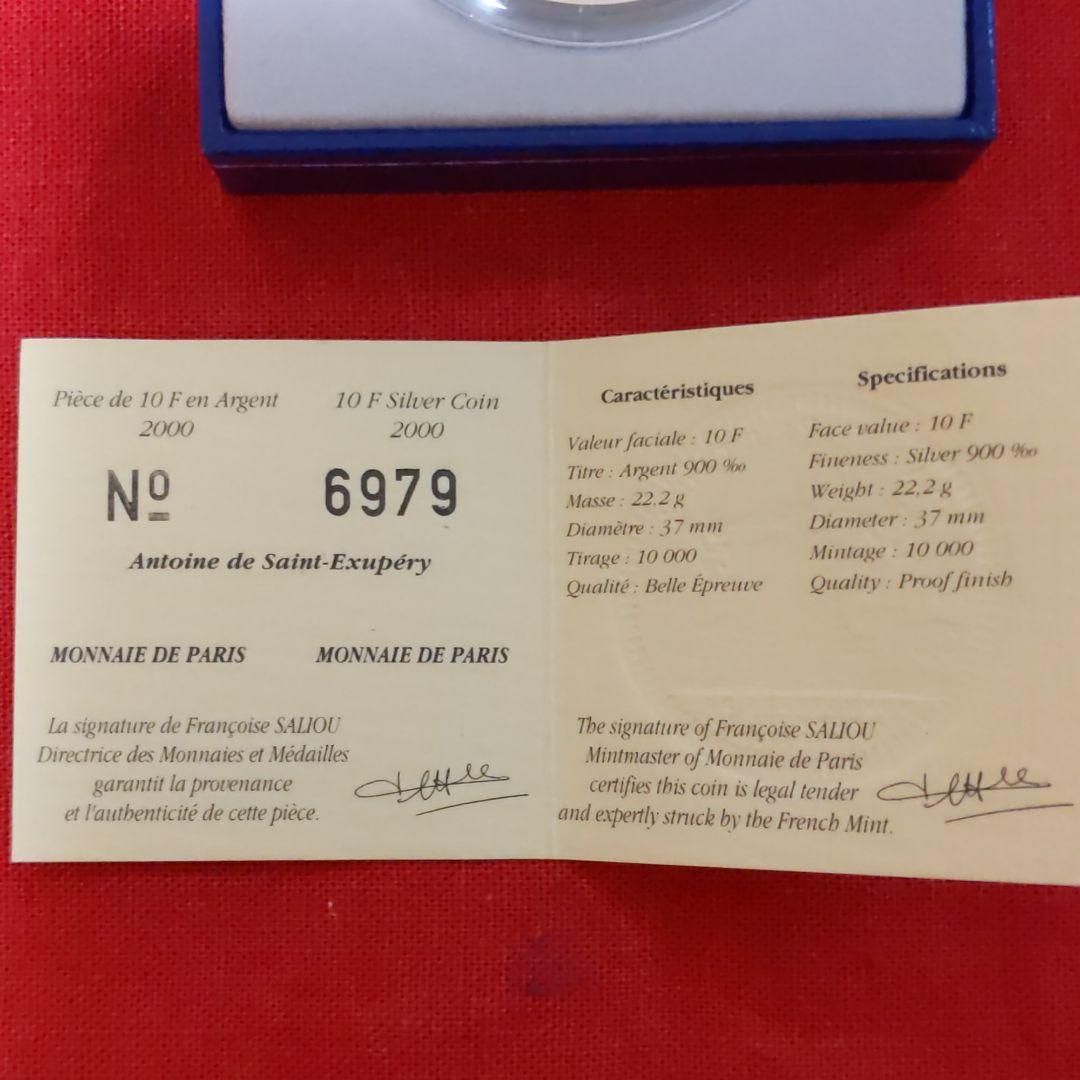 Pièce de 10 F en Argent
2000
10 F Silver Coin
2000
Nº 6979
Antoine de Saint-Exupéry
MONNAIE DE PARIS
MONNAIE DE PARIS
La signature de Françoise SALIOU
Directrice des Monnaies et Médailles
garantit la provenance
et l'authenticité de cette pièce.
Caractéristiques
Valeur faciale : 10 F
Titre : Argent 900 ‰
Masse : 22,2 g
Diamètre : 37 mm
Tirage : 10 000
Qualité : Belle Épreuve
Specifications
Face value : 10 F
Fineness : Silver 900 ‰
Weight : 22,2 g
Diameter : 37 mm
Mintage : 10 000
Quality : Proof finish
The signature of Françoise SALIOU
Mintmaster of Monnaie de Paris
certifies this coin is legal tender
and expertly struck by the French Mint.